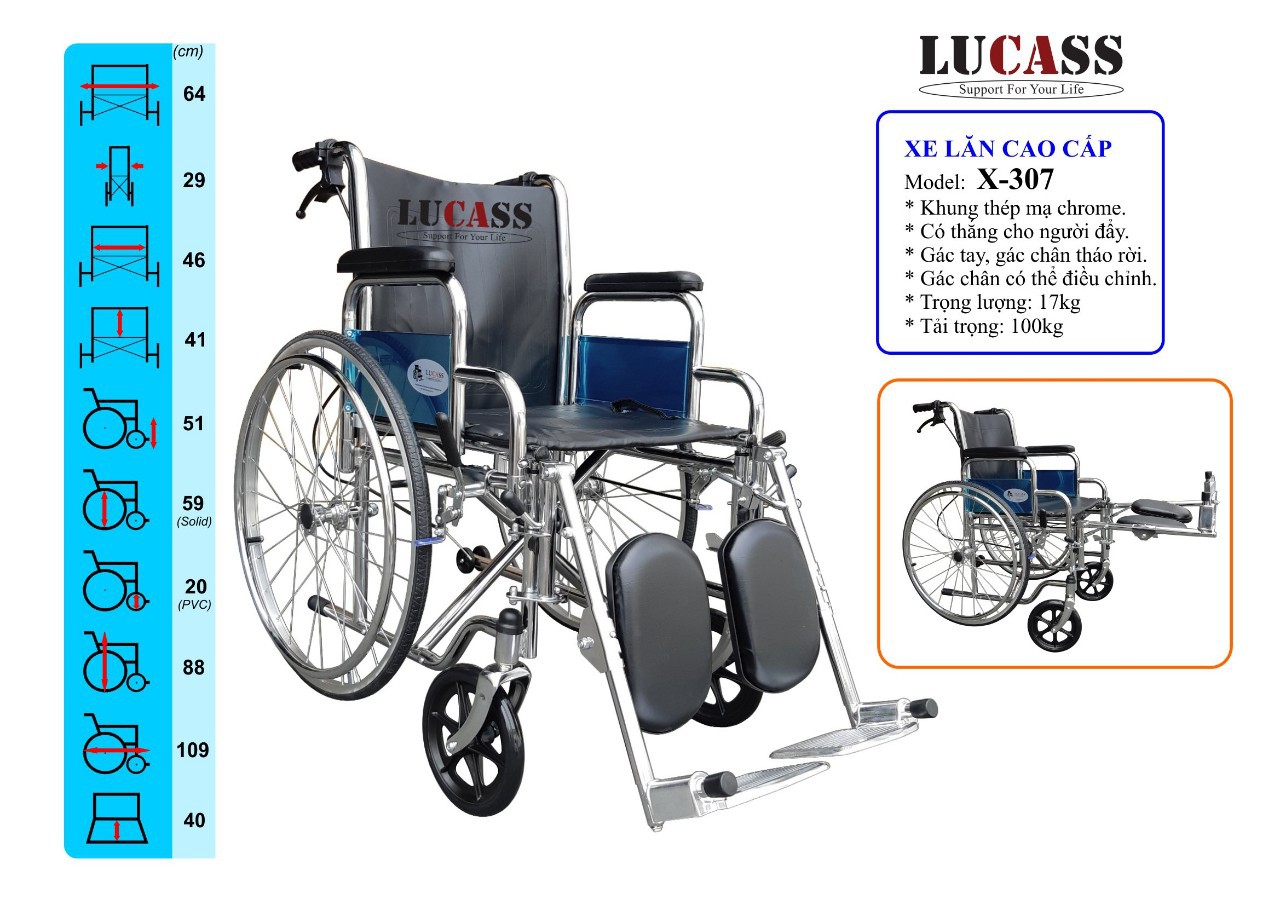 (cm)
64
29
46
41
51
59
(Solid)
20
(PVC)
88
109
40
LUCASS
Support For Your Life
LUCASS
LUCASS
Support For Your Life
XE LĂN CAO CẤP
Model: X-307
* Khung thép mạ chrome.
* Có thắng cho người đẩy.
* Gác tay, gác chân tháo rời.
* Gác chân có thể điều chỉnh.
* Trọng lượng: 17kg
* Tải trọng: 100kg